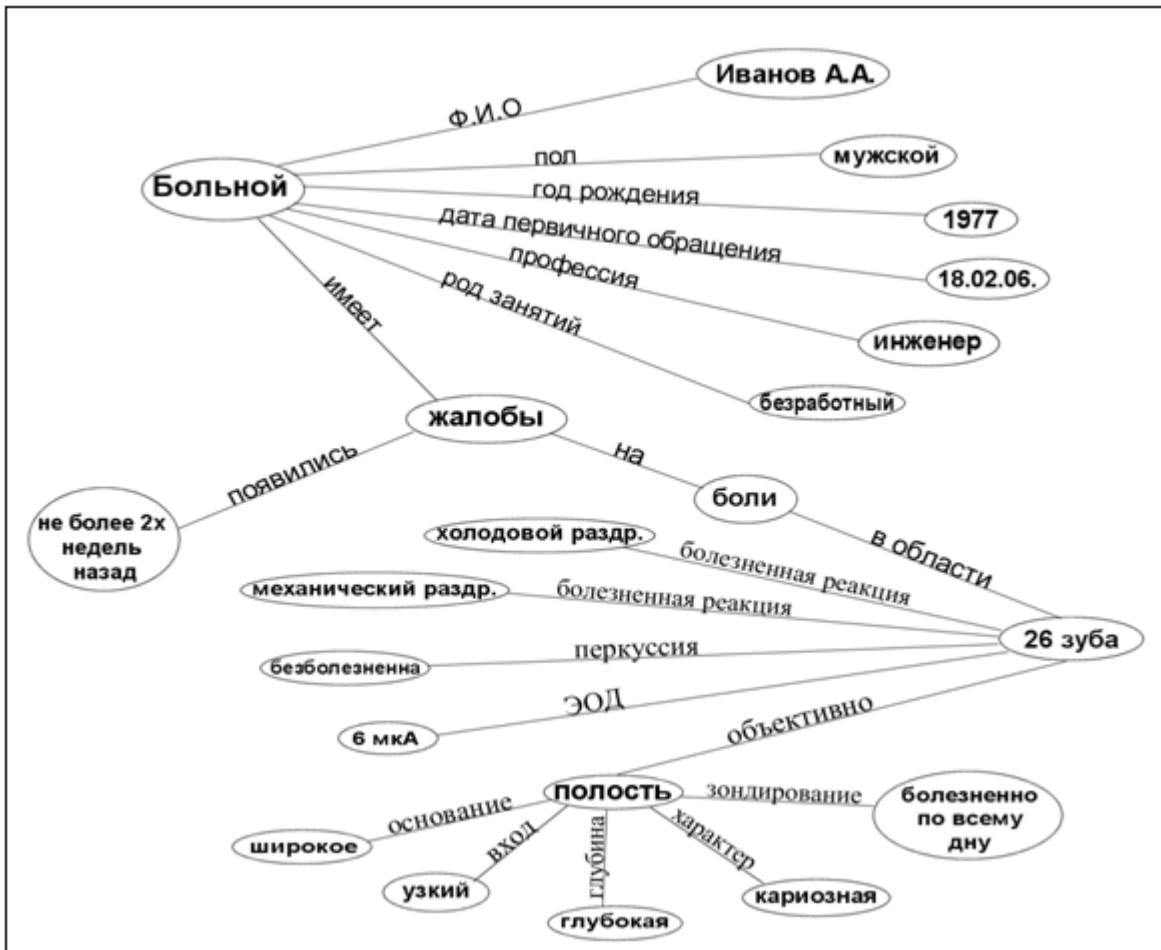 Иванов А.А.
Ф.И.О
пол
мужской
Больной
год рождения
1977
дата первичного обращения
18.02.06.
профессия
инженер
род занятий
безработный
имеет
жалобы
появились
на
не более 2х
недель
назад
боли
в области
холодовой раздр.
болезненная реакция
механический раздр.
болезненная реакция
26 зуба
перкуссия
безболезненна
ЭОД
6 мкА
объективно
полость
зондирование
болезненно
по всему
дну
основание
широкое
вход
узкий
глубина
глубокая
характер
кариозная